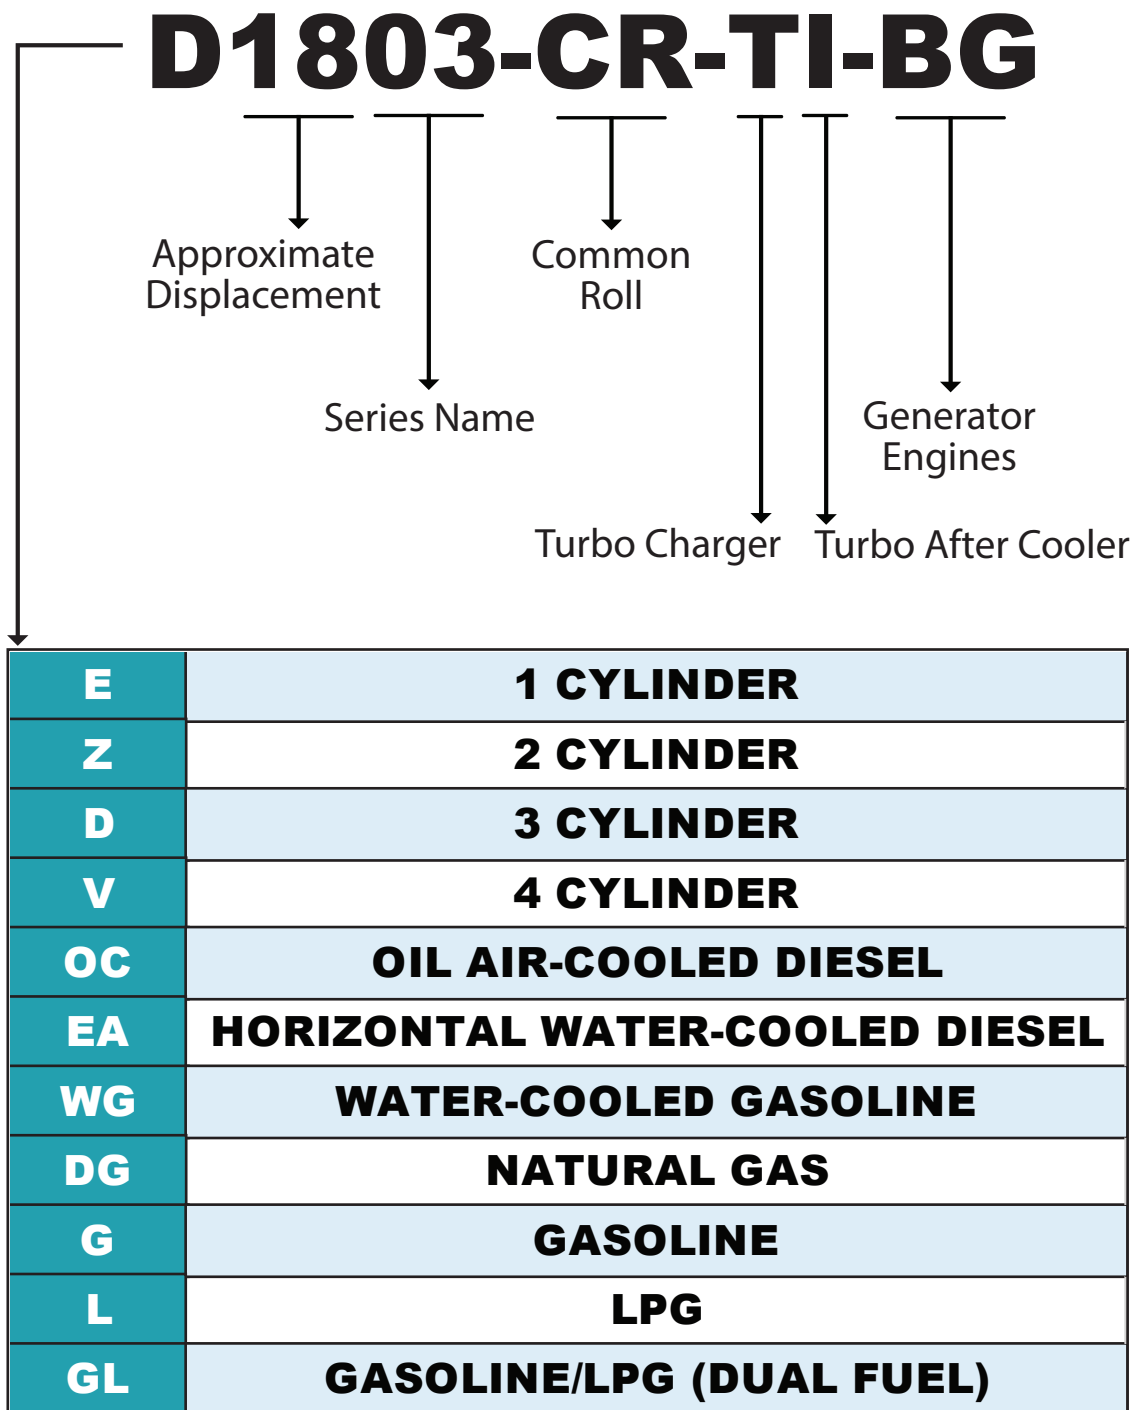 D1803-CR-TI-BG
Approximate
Displacement
Common
Roll
Series Name
Generator
Engines
Turbo Charger
Turbo After Cooler
E 1 CYLINDER
Z 2 CYLINDER
D 3 CYLINDER
V 4 CYLINDER
OC OIL AIR-COOLED DIESEL
EA HORIZONTAL WATER-COOLED DIESEL
WG WATER-COOLED GASOLINE
DG NATURAL GAS
G GASOLINE
L LPG
GL GASOLINE/LPG (DUAL FUEL)